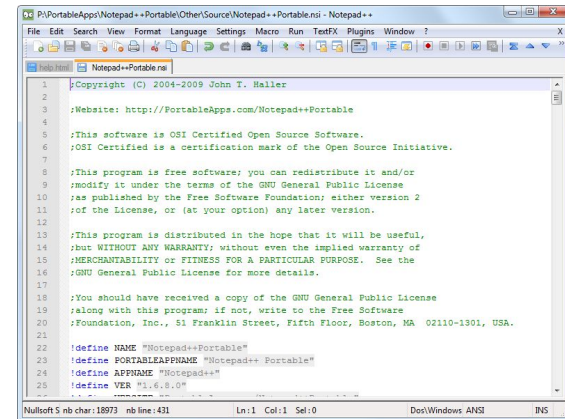 P:\PortableApps\Notepad++Portable\Other\Source\Notepad++Portable.nsi - Notepad++
File Edit Search View Format Language Settings Macro Run TextFX Plugins Window ? X
help.html Notepad++Portable.nsi
1 ;Copyright (C) 2004-2009 John T. Haller
2
3 ;Website: http://PortableApps.com/Notepad++Portable
4
5 ;This software is OSI Certified Open Source Software.
6 ;OSI Certified is a certification mark of the Open Source Initiative.
7
8 ;This program is free software; you can redistribute it and/or
9 ;modify it under the terms of the GNU General Public License
10 ;as published by the Free Software Foundation; either version 2
11 ;of the License, or (at your option) any later version.
12
13 ;This program is distributed in the hope that it will be useful,
14 ;but WITHOUT ANY WARRANTY; without even the implied warranty of
15 ;MERCHANTABILITY or FITNESS FOR A PARTICULAR PURPOSE.  See the
16 ;GNU General Public License for more details.
17
18 ;You should have received a copy of the GNU General Public License
19 ;along with this program; if not, write to the Free Software
20 ;Foundation, Inc., 51 Franklin Street, Fifth Floor, Boston, MA  02110-1301, USA.
21
22 !define NAME "Notepad++Portable"
23 !define PORTABLEAPPNAME "Notepad++ Portable"
24 !define APPNAME "Notepad++"
25 !define VER "1.6.8.0"
Nullsoft S nb char : 18973 nb line : 431 Ln : 1 Col : 1 Sel : 0 Dos\Windows ANSI INS